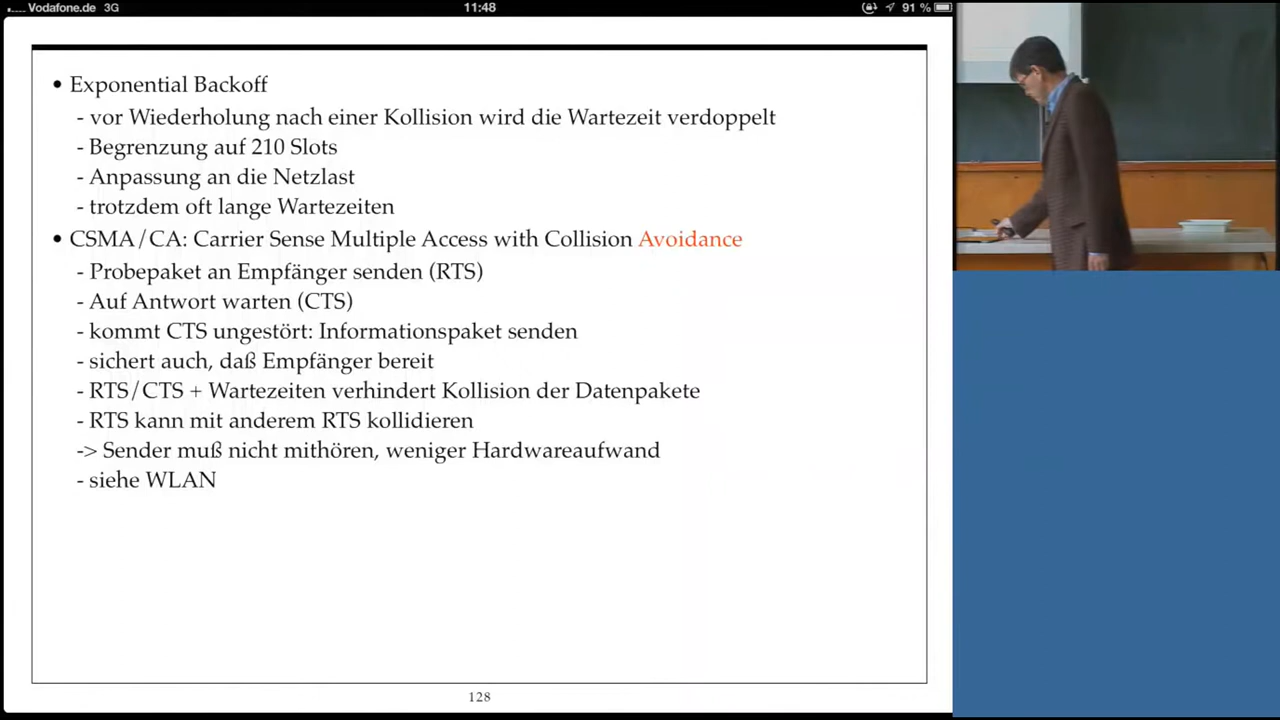 Vodafone.de 3G 11:48 91 %
• Exponential Backoff
- vor Wiederholung nach einer Kollision wird die Wartezeit verdoppelt
- Begrenzung auf 210 Slots
- Anpassung an die Netzlast
- trotzdem oft lange Wartezeiten
• CSMA/CA: Carrier Sense Multiple Access with Collision Avoidance
- Probepaket an Empfänger senden (RTS)
- Auf Antwort warten (CTS)
- kommt CTS ungestört: Informationspaket senden
- sichert auch, daß Empfänger bereit
- RTS/CTS + Wartezeiten verhindert Kollision der Datenpakete
- RTS kann mit anderem RTS kollidieren
-> Sender muß nicht mithören, weniger Hardwareaufwand
- siehe WLAN
128